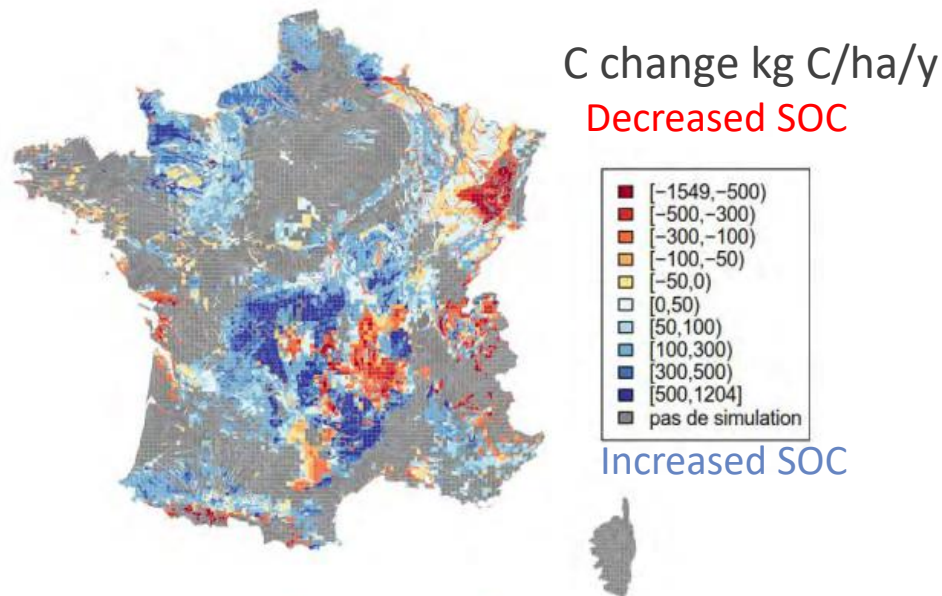 C change kg C/ha/y
Decreased SOC
[−1549,−500)
[−500,−300)
[−300,−100)
[−100,−50)
[−50,0)
[0,50)
[50,100)
[100,300)
[300,500)
[500,1204]
pas de simulation
Increased SOC